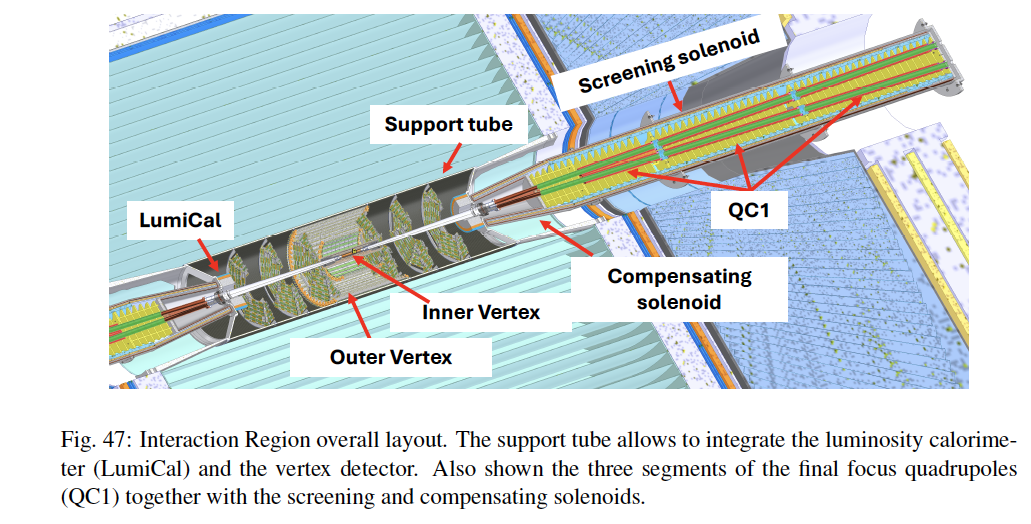 Screening solenoid
Support tube
LumiCal
QC1
Compensating
solenoid
Inner Vertex
Outer Vertex
Fig. 47: Interaction Region overall layout. The support tube allows to integrate the luminosity calorime-
ter (LumiCal) and the vertex detector. Also shown the three segments of the final focus quadrupoles
(QC1) together with the screening and compensating solenoids.